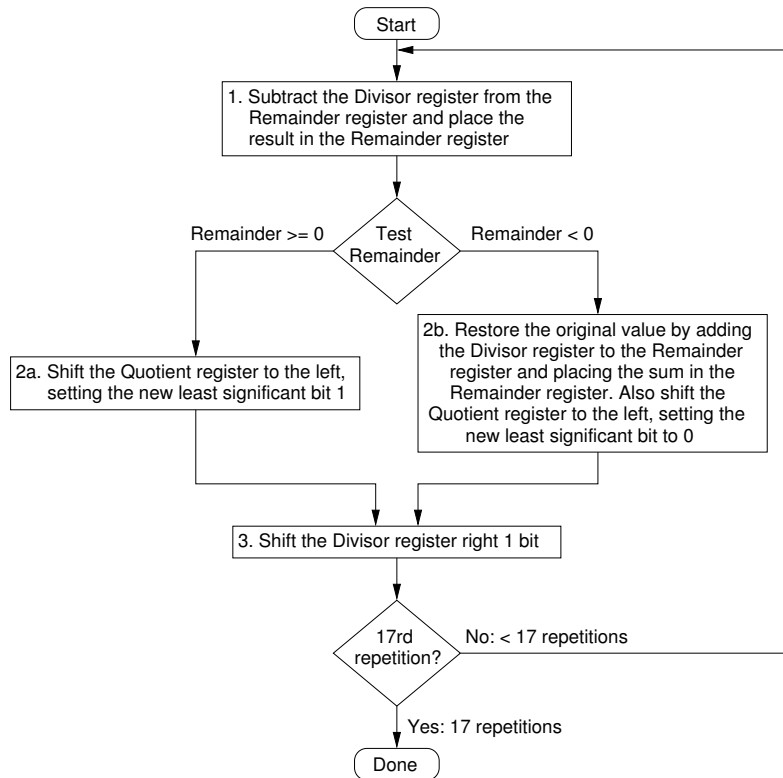 Start
1. Subtract the Divisor register from the
Remainder register and place the
result in the Remainder register
Test
Remainder
Remainder >= 0
Remainder < 0
2a. Shift the Quotient register to the left,
setting the new least significant bit 1
2b. Restore the original value by adding
the Divisor register to the Remainder
register and placing the sum in the
Remainder register. Also shift the
Quotient register to the left, setting the
new least significant bit to 0
3. Shift the Divisor register right 1 bit
17rd
repetition?
No: < 17 repetitions
Yes: 17 repetitions
Done